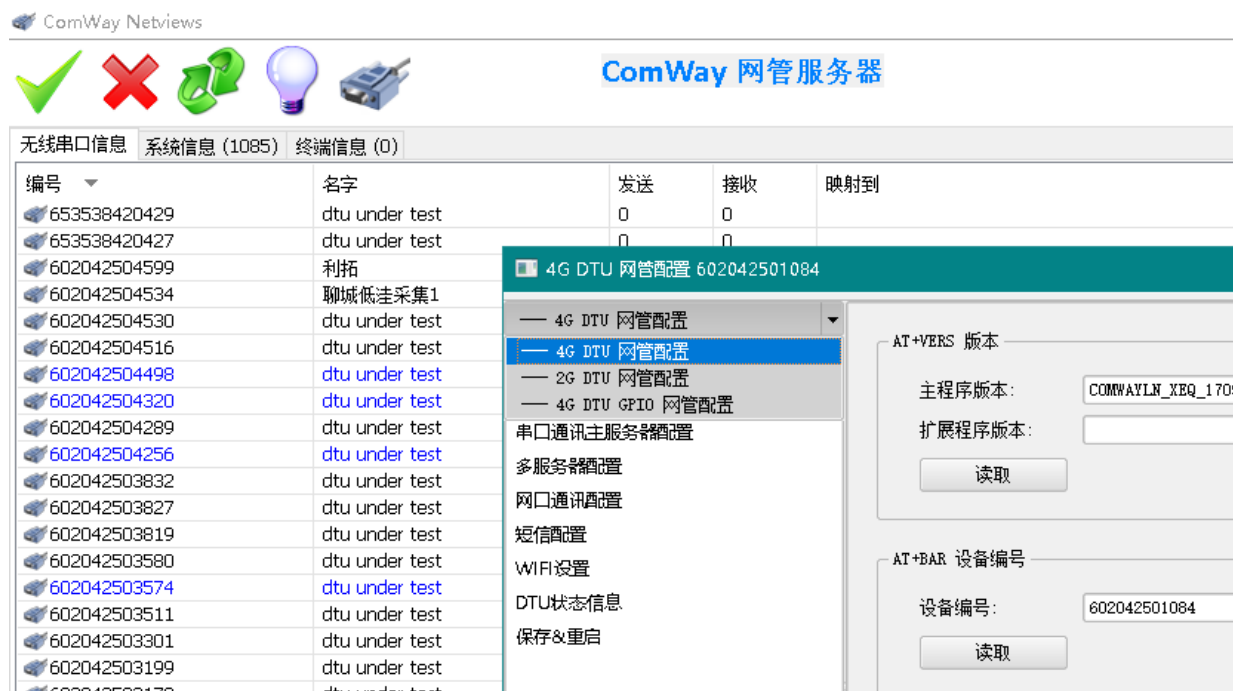 ComWay Netviews
ComWay 网管服务器
无线串口信息 系统信息 (1085) 终端信息 (0)
编号 名字 发送 接收 映射到
653538420429 dtu under test 0 0
653538420427 dtu under test 0 0
602042504599 利拓
602042504534 聊城低洼采集1
602042504530 dtu under test
602042504516 dtu under test
602042504498 dtu under test
602042504320 dtu under test
602042504289 dtu under test
602042504256 dtu under test
602042503832 dtu under test
602042503827 dtu under test
602042503819 dtu under test
602042503580 dtu under test
602042503574 dtu under test
602042503511 dtu under test
602042503301 dtu under test
602042503199 dtu under test
4G DTU 网管配置 602042501084
4G DTU 网管配置
4G DTU 网管配置
2G DTU 网管配置
4G DTU GPIO 网管配置
串口通讯主服务器配置
多服务器配置
网口通讯配置
短信配置
WIFI设置
DTU状态信息
保存&重启
AT+VERS 版本
主程序版本: COMWAYLN_XEQ_170
扩展程序版本:
读取
AT+BAR 设备编号
设备编号: 602042501084
读取